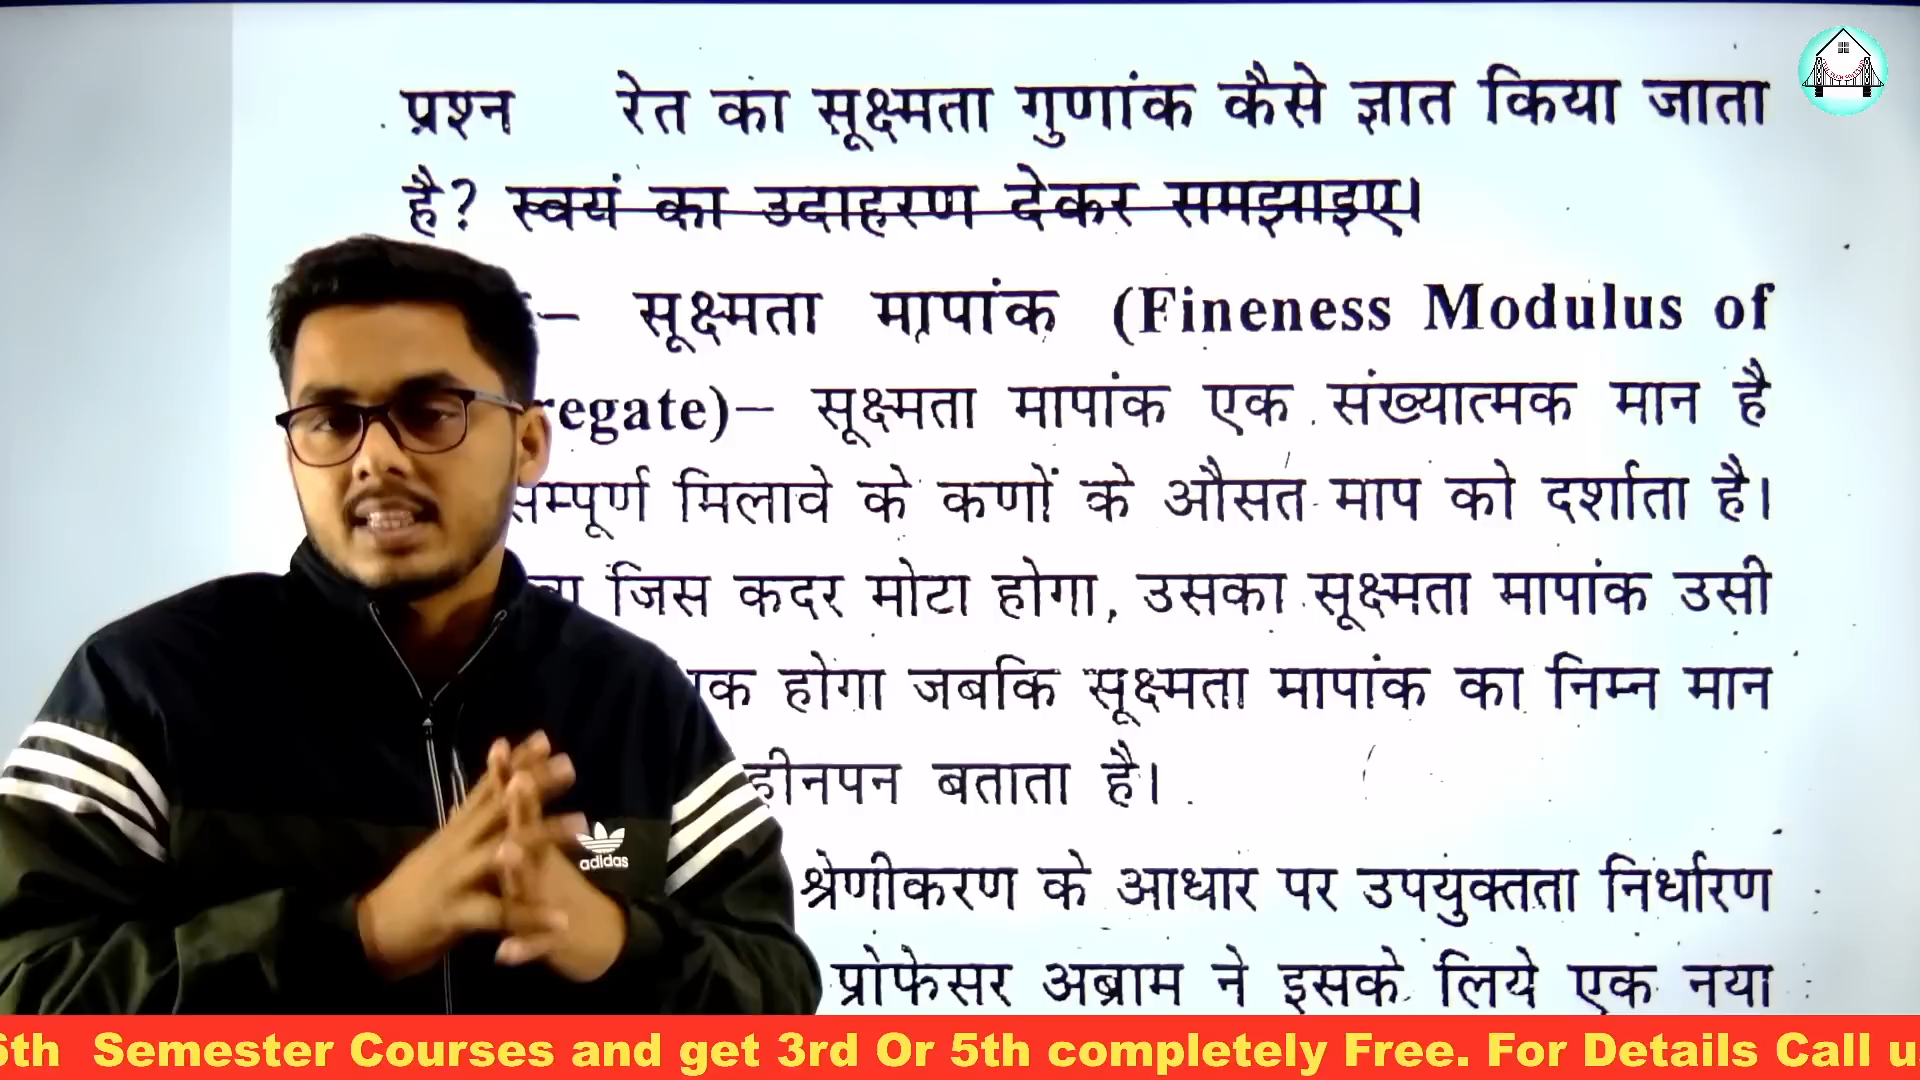 प्रश्न रेत का सूक्ष्मता गुणांक कैसे ज्ञात किया जाता
है? स्वयं का उदाहरण देकर समझाइए।
– सूक्ष्मता मापांक (Fineness Modulus of
regate)– सूक्ष्मता मापांक एक संख्यात्मक मान है
सम्पूर्ण मिलावे के कणों के औसत माप को दर्शाता है।
जिस कदर मोटा होगा, उसका सूक्ष्मता मापांक उसी
होगा जबकि सूक्ष्मता मापांक का निम्न मान
हीनपन बताता है।
श्रेणीकरण के आधार पर उपयुक्तता निर्धारण
प्रोफेसर अब्राम ने इसके लिये एक नया
adidas
6th Semester Courses and get 3rd Or 5th completely Free. For Details Call u